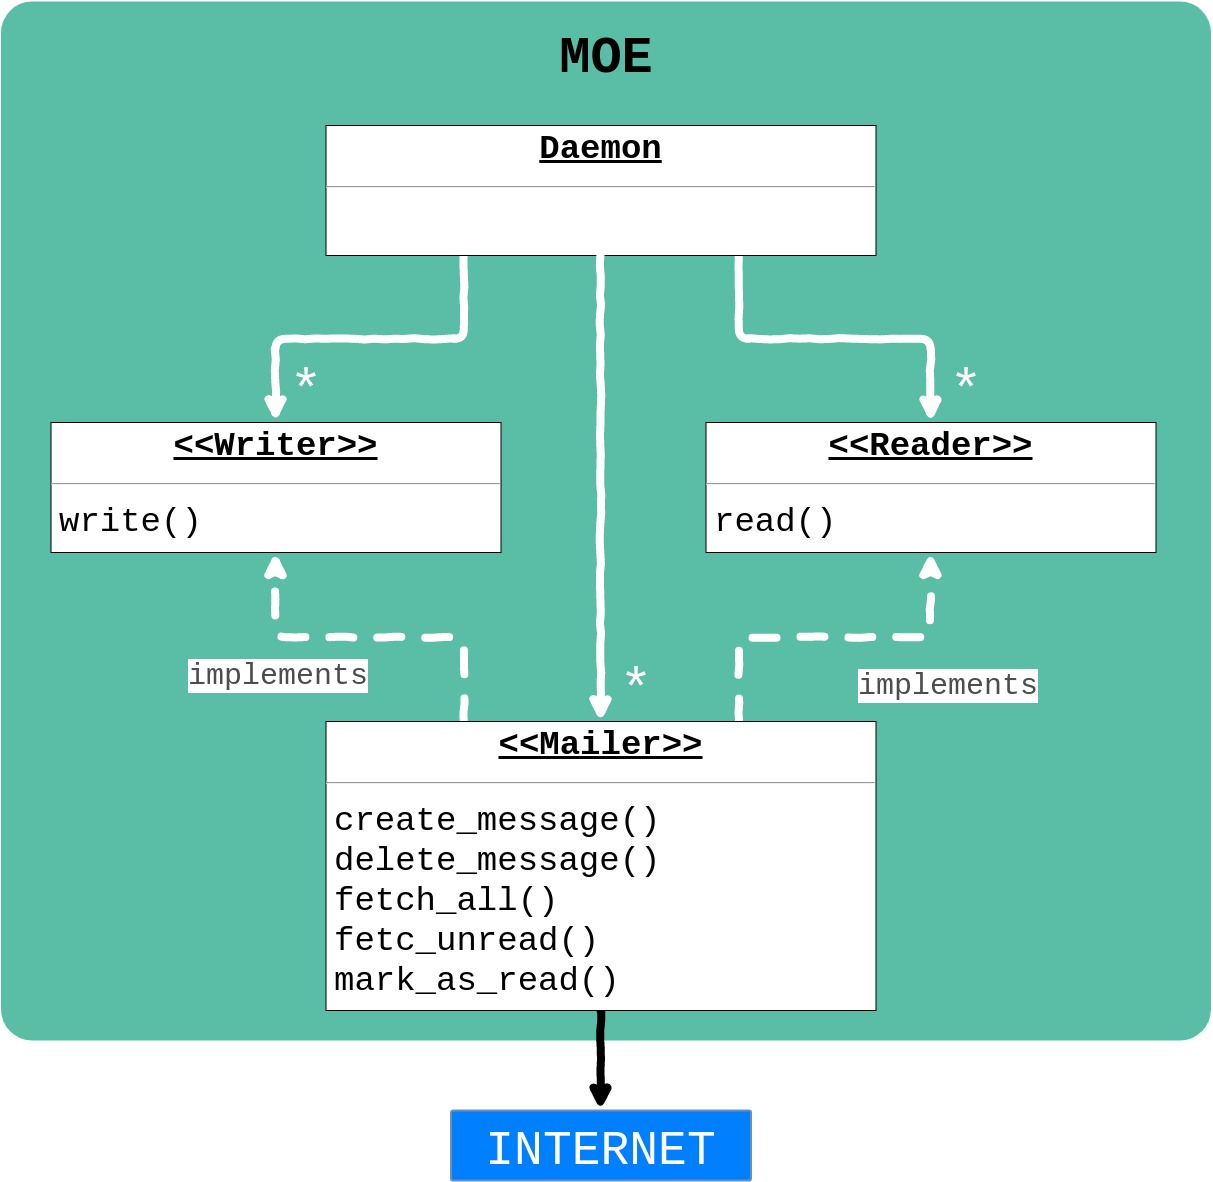 MOE
Daemon
*
*
<<Writer>>
<<Reader>>
write()
read()
implements
implements
*
<<Mailer>>
create_message()
delete_message()
fetch_all()
fetc_unread()
mark_as_read()
INTERNET